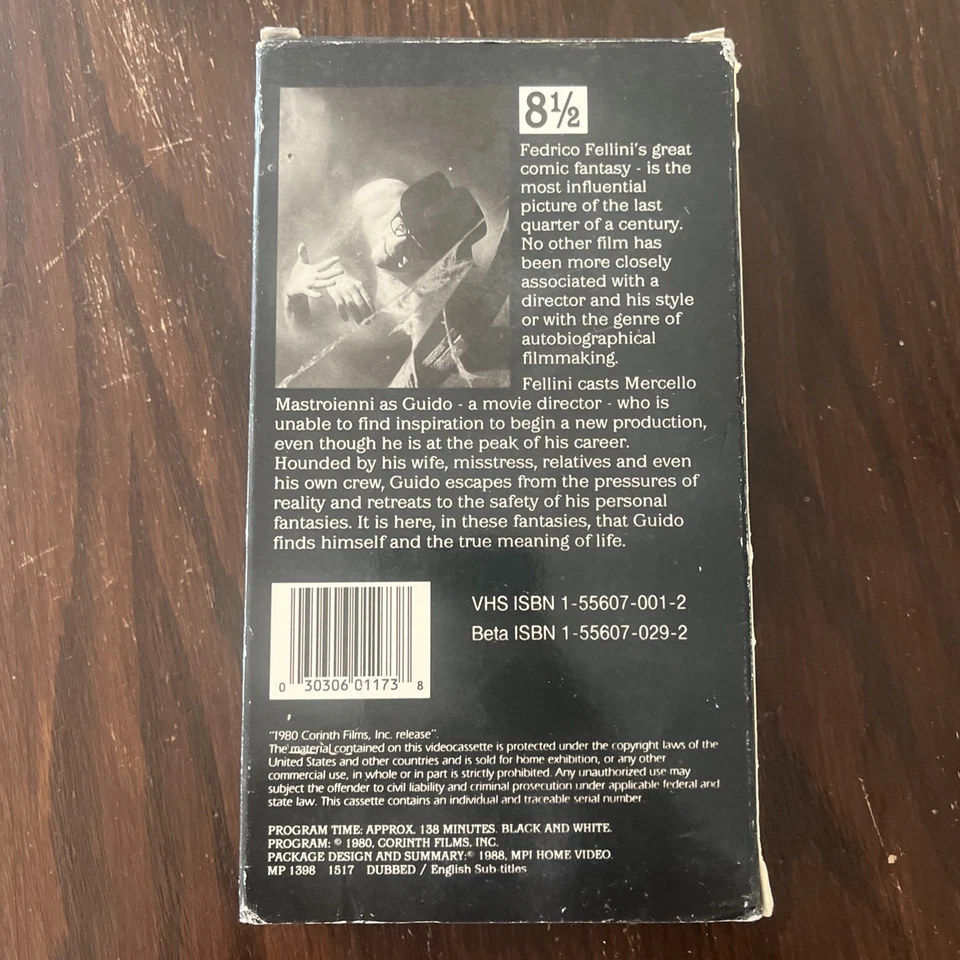 8½
Fedrico Fellini's great
comic fantasy - is the
most influential
picture of the last
quarter of a century.
No other film has
been more closely
associated with a
director and his style
or with the genre of
autobiographical
filmmaking.
Fellini casts Mercello
Mastroienni as Guido - a movie director - who is
unable to find inspiration to begin a new production,
even though he is at the peak of his career.
Hounded by his wife, misstress, relatives and even
his own crew, Guido escapes from the pressures of
reality and retreats to the safety of his personal
fantasies. It is here, in these fantasies, that Guido
finds himself and the true meaning of life.
VHS ISBN 1-55607-001-2
Beta ISBN 1-55607-029-2
0 30306 01173 8
"1980 Corinth Films, Inc. release".
The material contained on this videocassette is protected under the copyright laws of the
United States and other countries and is sold for home exhibition, or any other
commercial use, in whole or in part is strictly prohibited. Any unauthorized use may
subject the offender to civil liability and criminal prosecution under applicable federal and
state law. This cassette contains an individual and traceable serial number.
PROGRAM TIME: APPROX. 138 MINUTES. BLACK AND WHITE.
PROGRAM: © 1980, CORINTH FILMS, INC.
PACKAGE DESIGN AND SUMMARY:© 1988, MPI HOME VIDEO.
MP 1398 1517 DUBBED / English Sub-titles